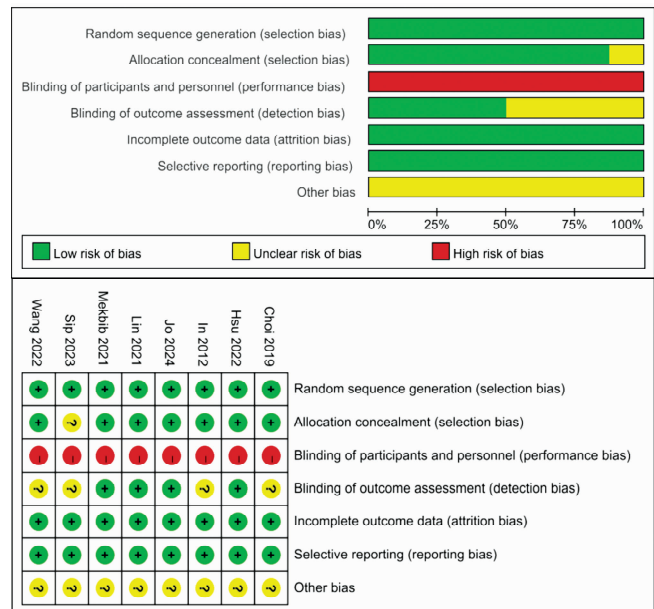 Random sequence generation (selection bias)
Allocation concealment (selection bias)
Blinding of participants and personnel (performance bias)
Blinding of outcome assessment (detection bias)
Incomplete outcome data (attrition bias)
Selective reporting (reporting bias)
Other bias
0% 25% 50% 75% 100%
Low risk of bias Unclear risk of bias High risk of bias
Wang 2022 Sip 2023 Mekbib 2021 Lin 2021 Jo 2024 In 2012 Hsu 2022 Choi 2019
+ + + + + + + + Random sequence generation (selection bias)
+ ? + + + + + + Allocation concealment (selection bias)
– – – – – – – – Blinding of participants and personnel (performance bias)
? ? + + + ? + ? Blinding of outcome assessment (detection bias)
+ + + + + + + + Incomplete outcome data (attrition bias)
+ + + + + + + + Selective reporting (reporting bias)
? ? ? ? ? ? ? ? Other bias